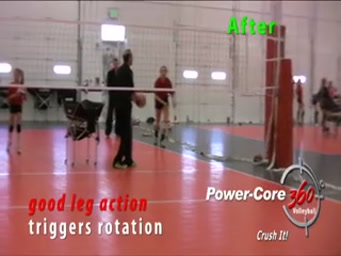 After
good leg action
triggers rotation
Power-Core 360
Volleyball
Crush It!